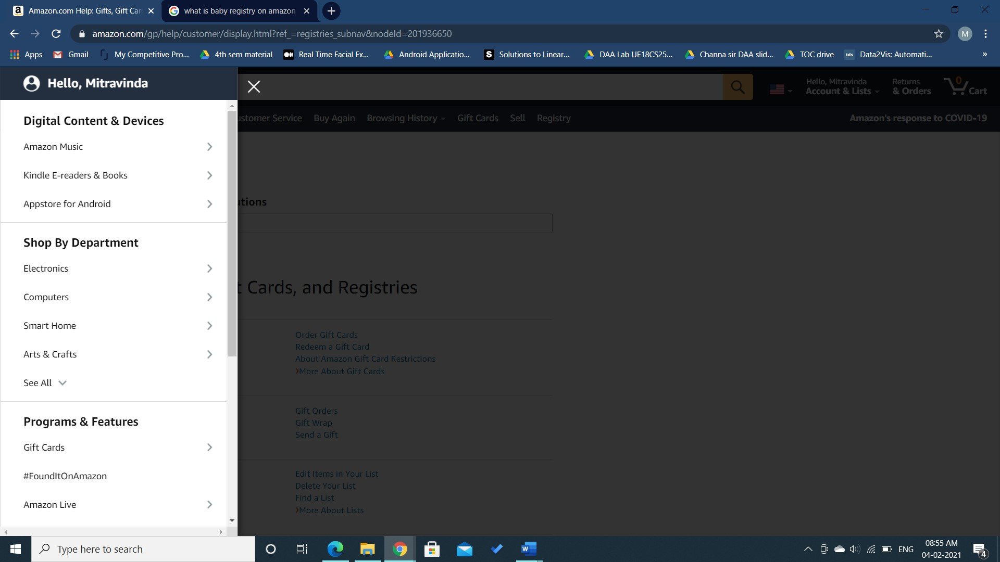 Amazon.com Help: Gifts, Gift Car
what is baby registry on amazon
amazon.com/gp/help/customer/display.html?ref_=registries_subnav&nodeId=201936650
M
Apps
Gmail
My Competitive Pro...
4th sem material
Real Time Facial Ex...
Android Applicatio...
S
Solutions to Linear...
DAA Lab UE18CS25...
Channa sir DAA slid...
TOC drive
tds
Data2Vis: Automati...
»
Hello, Mitravinda
Hello, Mitravinda
Account & Lists
Returns
& Orders
0
Cart
ustomer Service
Buy Again
Browsing History
Gift Cards
Sell
Registry
Amazon's response to COVID-19
Digital Content & Devices
Amazon Music
Kindle E-readers & Books
Appstore for Android
Shop By Department
Electronics
Computers
Smart Home
Arts & Crafts
See All
Programs & Features
Gift Cards
#FoundItOnAmazon
Amazon Live
utions
t Cards, and Registries
Order Gift Cards
Redeem a Gift Card
About Amazon Gift Card Restrictions
›More About Gift Cards
Gift Orders
Gift Wrap
Send a Gift
Edit Items in Your List
Delete Your List
Find a List
›More About Lists
Type here to search
W
ENG
08:55 AM
04-02-2021
4